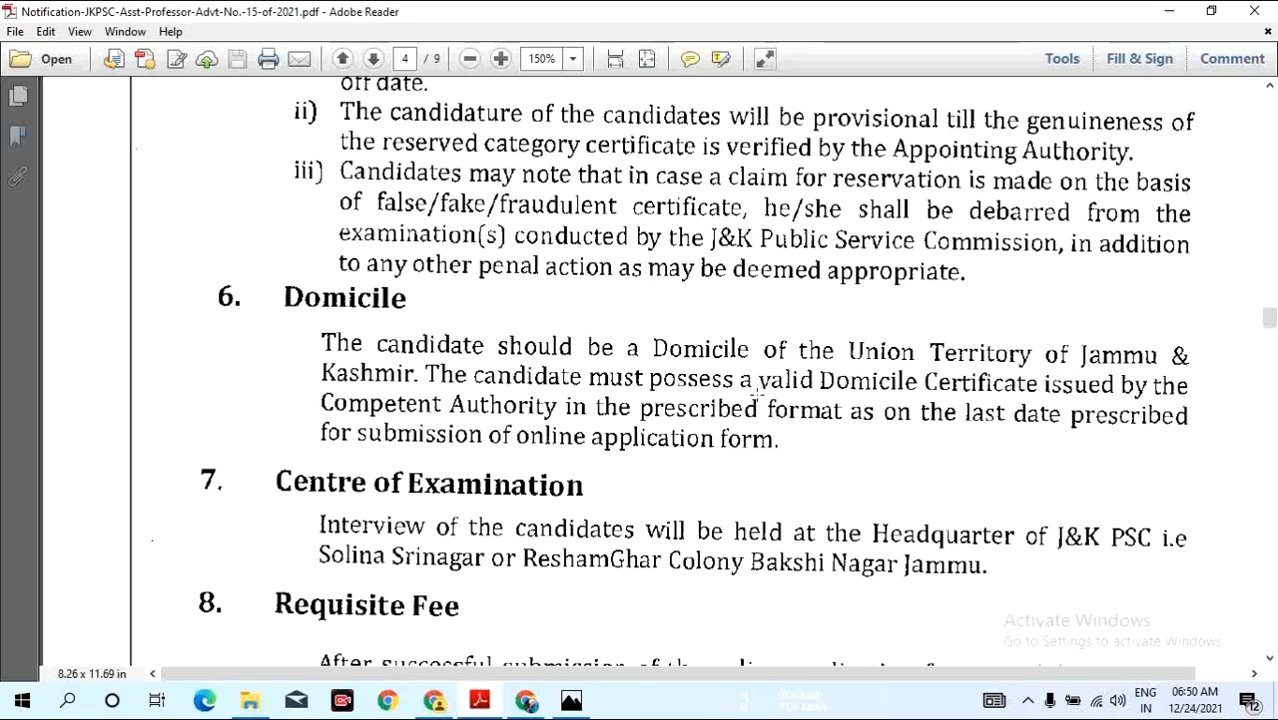 Notification-JKPSC-Asst-Professor-Advt-No.-15-of-2021.pdf - Adobe Reader
File Edit View Window Help
Open 4 / 9 150% Tools Fill & Sign Comment
off date.
ii) The candidature of the candidates will be provisional till the genuineness of
the reserved category certificate is verified by the Appointing Authority.
iii) Candidates may note that in case a claim for reservation is made on the basis
of false/fake/fraudulent certificate, he/she shall be debarred from the
examination(s) conducted by the J&K Public Service Commission, in addition
to any other penal action as may be deemed appropriate.
6. Domicile
The candidate should be a Domicile of the Union Territory of Jammu &
Kashmir. The candidate must possess a valid Domicile Certificate issued by the
Competent Authority in the prescribed format as on the last date prescribed
for submission of online application form.
7. Centre of Examination
Interview of the candidates will be held at the Headquarter of J&K PSC i.e
Solina Srinagar or ReshamGhar Colony Bakshi Nagar Jammu.
8. Requisite Fee
After successful submission of the
Activate Windows
Go to Settings to activate Windows.
8.26 x 11.69 in
ENG
IN
06:50 AM
12/24/2021
12